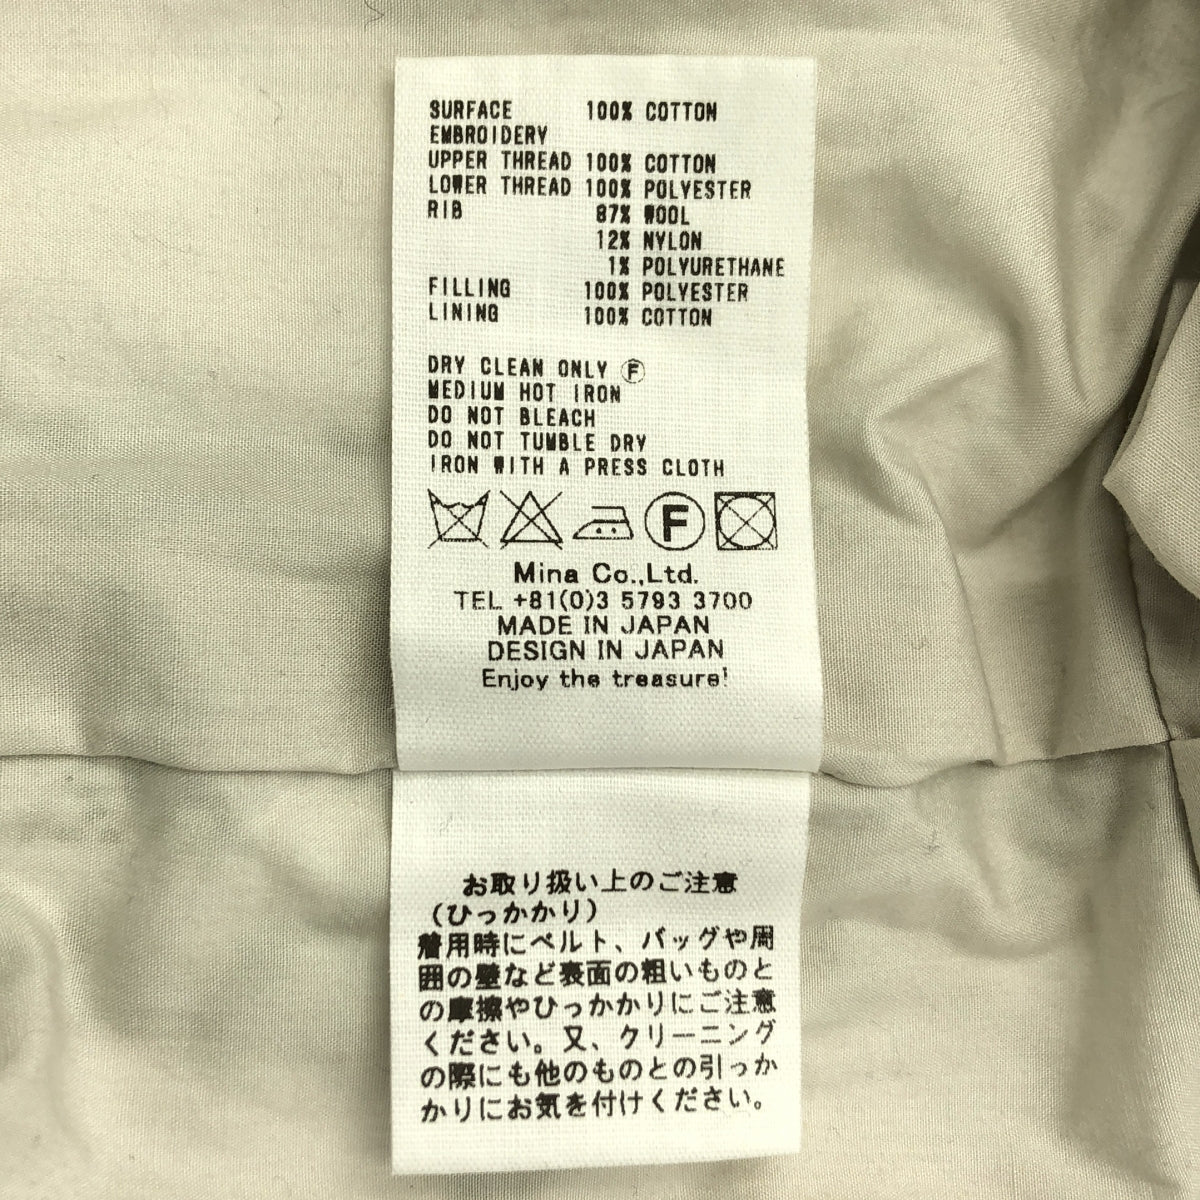 SURFACE 100% COTTON
EMBROIDERY
UPPER THREAD 100% COTTON
LOWER THREAD 100% POLYESTER
RIB 87% WOOL
12% NYLON
1% POLYURETHANE
FILLING 100% POLYESTER
LINING 100% COTTON
DRY CLEAN ONLY Ⓕ
MEDIUM HOT IRON
DO NOT BLEACH
DO NOT TUMBLE DRY
IRON WITH A PRESS CLOTH
F
Mina Co.,Ltd.
TEL +81(0)3 5793 3700
MADE IN JAPAN
DESIGN IN JAPAN
Enjoy the treasure!
お取り扱い上のご注意
(ひっかかり)
着用時にベルト、バッグや周
囲の壁など表面の粗いものと
の摩擦やひっかかりにご注意
ください。又、クリーニング
の際にも他のものとの引っか
かりにお気を付けください。